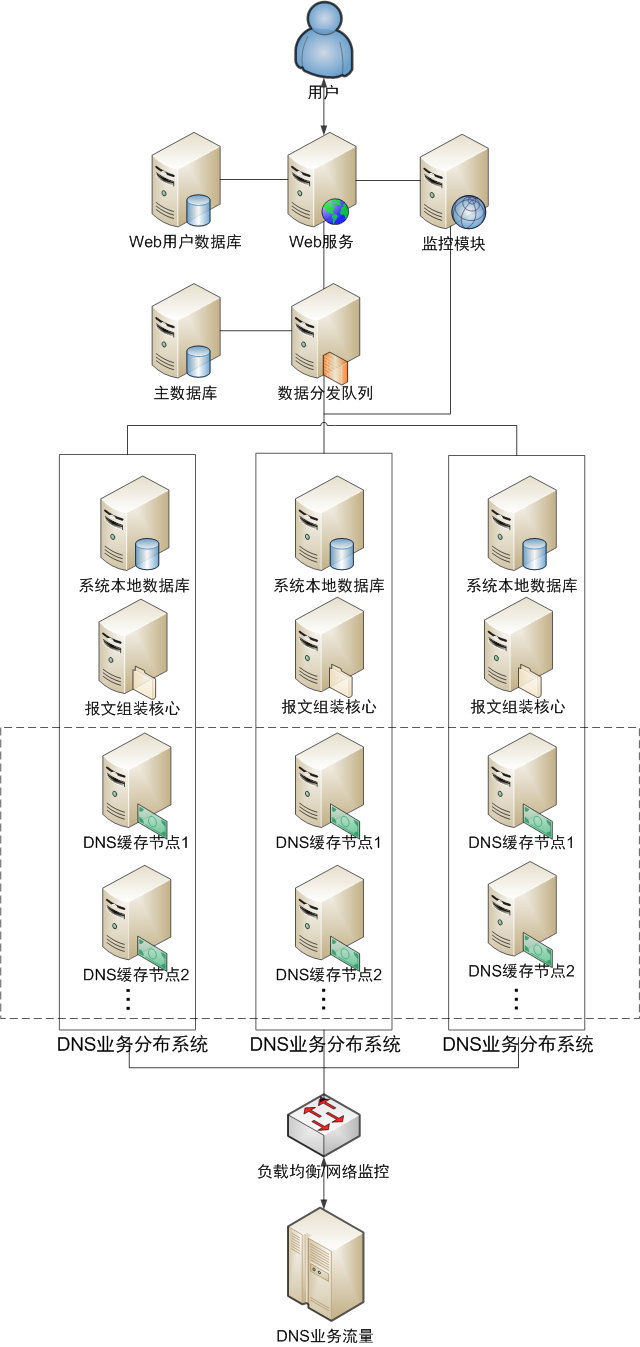 用户
Web用户数据库
Web服务
监控模块
主数据库
数据分发队列
系统本地数据库
系统本地数据库
系统本地数据库
报文组装核心
报文组装核心
报文组装核心
DNS缓存节点1
DNS缓存节点1
DNS缓存节点1
DNS缓存节点2
DNS缓存节点2
DNS缓存节点2
DNS业务分布系统
DNS业务分布系统
DNS业务分布系统
负载均衡/网络监控
DNS业务流量